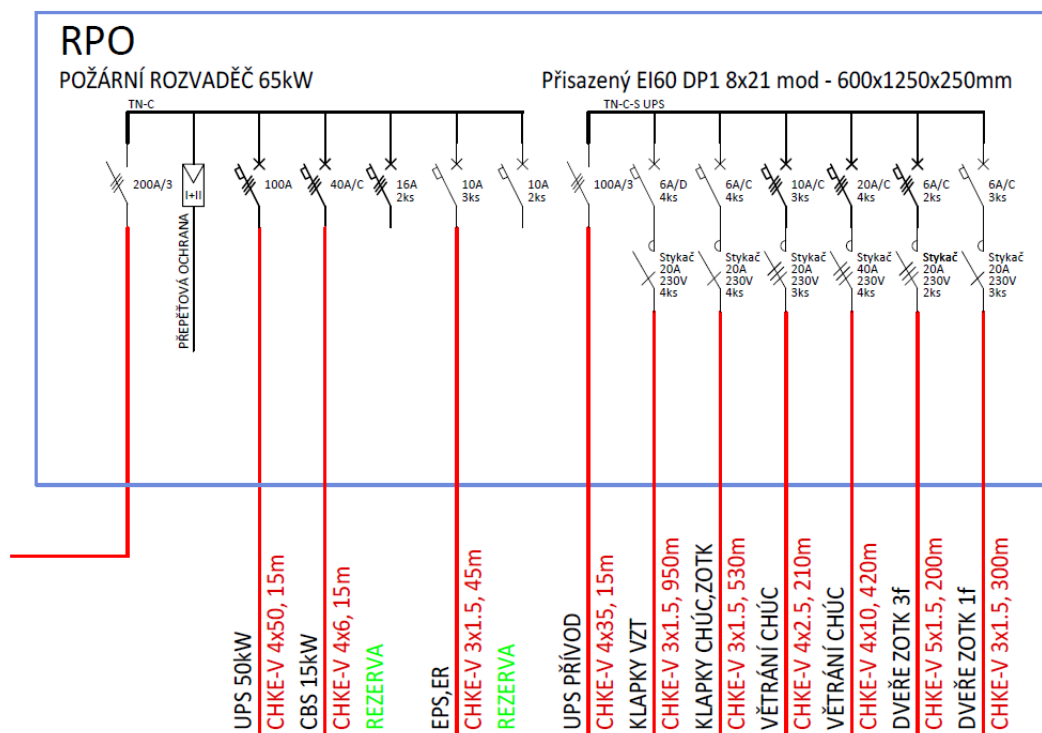 RPO
POŽÁRNÍ ROZVADĚČ 65kW
Přisazený EI60 DP1 8x21 mod - 600x1250x250mm
TN-C
TN-C-S UPS
200A/3
I+II
PŘEPĚŤOVÁ OCHRANA
100A
40A/C
16A
2ks
10A
3ks
10A
2ks
100A/3
6A/D
4ks
6A/C
4ks
10A/C
3ks
20A/C
4ks
6A/C
2ks
6A/C
3ks
Stykač
20A
230V
4ks
Stykač
20A
230V
4ks
Stykač
20A
230V
3ks
Stykač
40A
230V
4ks
Stykač
20A
230V
2ks
Stykač
20A
230V
3ks
UPS 50kW
CHKE-V 4x50, 15m
CBS 15kW
CHKE-V 4x6, 15m
REZERVA
EPS,ER
CHKE-V 3x1.5, 45m
REZERVA
UPS PŘÍVOD
CHKE-V 4x35, 15m
KLAPKY VZT
CHKE-V 3x1.5, 950m
KLAPKY CHÚC,ZOTK
CHKE-V 3x1.5, 530m
VĚTRÁNÍ CHÚC
CHKE-V 4x2.5, 210m
VĚTRÁNÍ CHÚC
CHKE-V 4x10, 420m
DVEŘE ZOTK 3f
CHKE-V 5x1.5, 200m
DVEŘE ZOTK 1f
CHKE-V 3x1.5, 300m